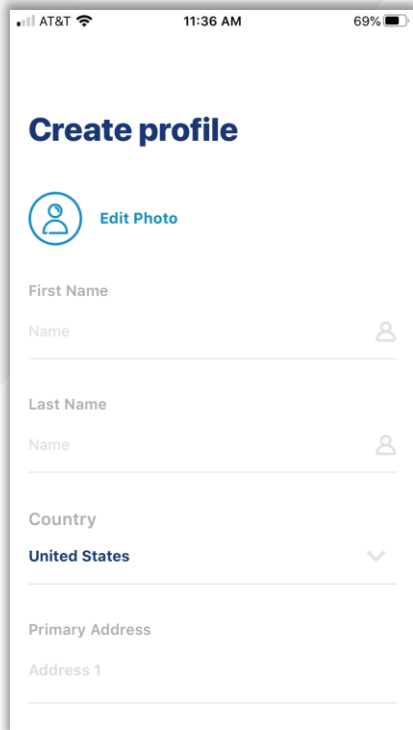 AT&T 11:36 AM 69%
Create profile
Edit Photo
First Name
Name
Last Name
Name
Country
United States
Primary Address
Address 1